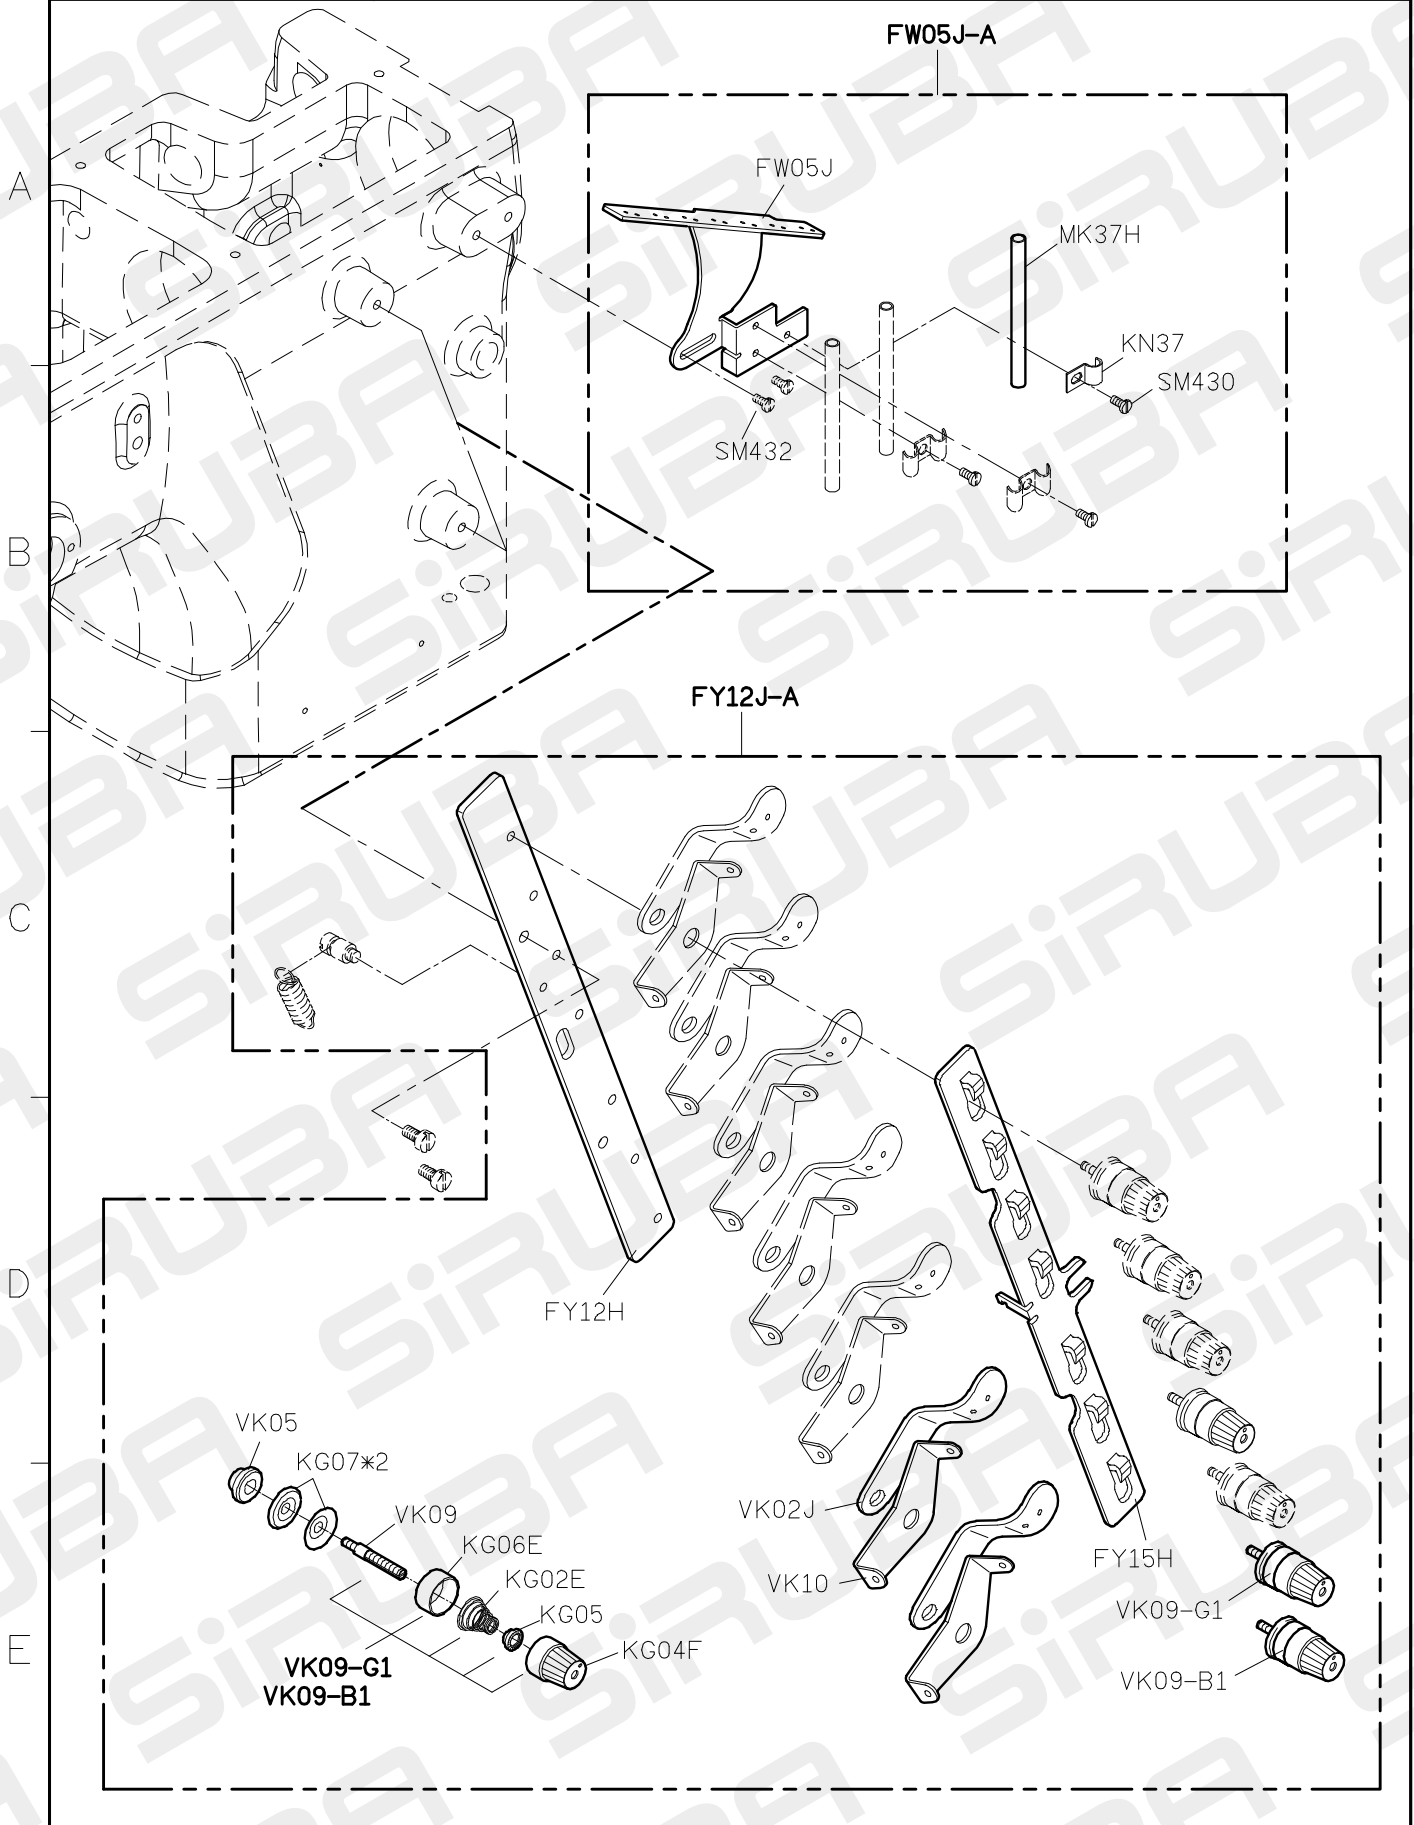 FW05J-A
FW05J
A
MK37H
KN37
SM430
SM432
B
FY12J-A
C
D
FY12H
VK05
KG07*2
VK09
KG06E
KG02E
KG05
KG04F
VK09-G1
VK09-B1
E
VK02J
VK10
FY15H
VK09-G1
VK09-B1
SiRUBA